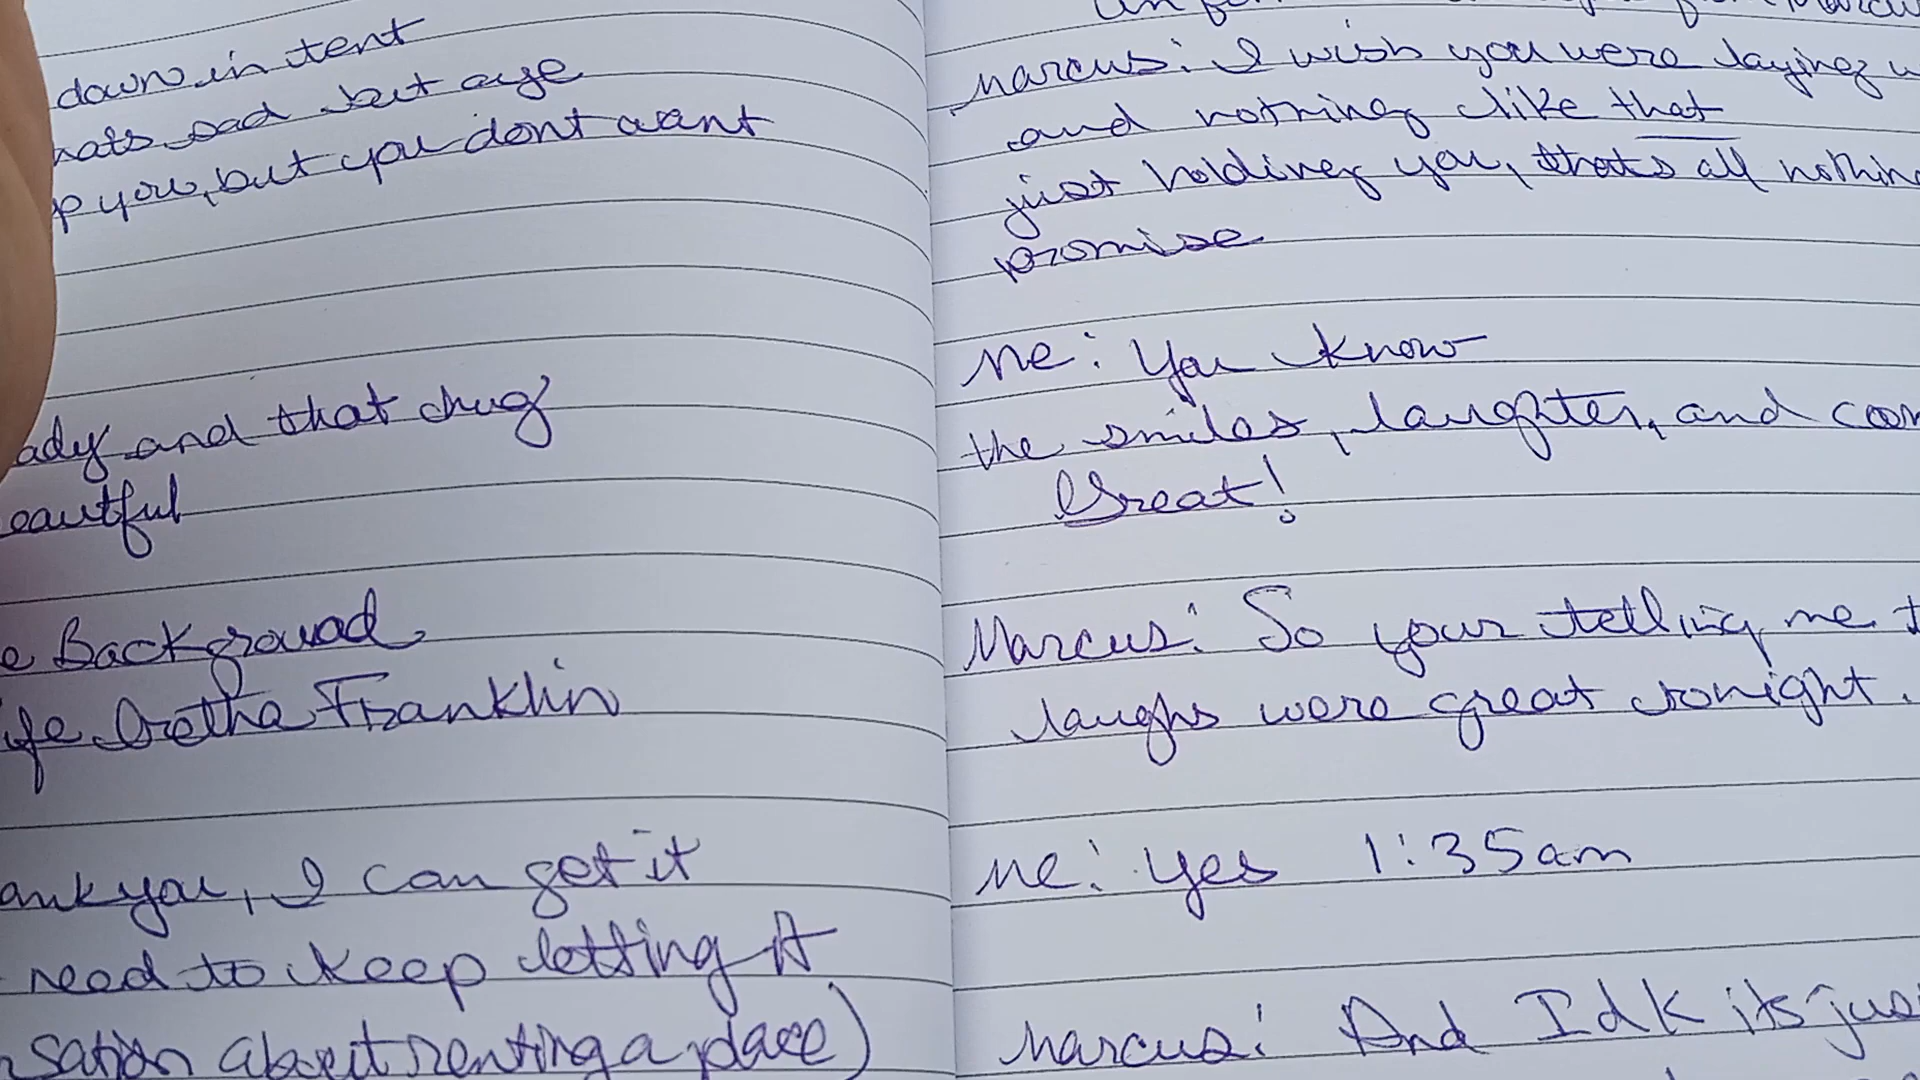 down in tent
hats sad but aye
p you, but you dont want
ady and that chug
eautful
e Background,
Aretha Franklin
ank you, I can get it
need to keep letting it
sation about renting a place)
Marcus: I wish you were laying
and nothing like that
just holding you, thats all nothin
promise
Me: You know
the smiles, laughter, and
Great!
Marcus: So your telling me
laughs were great tonight.
Me: Yes 1:35am
Marcus: And Idk its jus